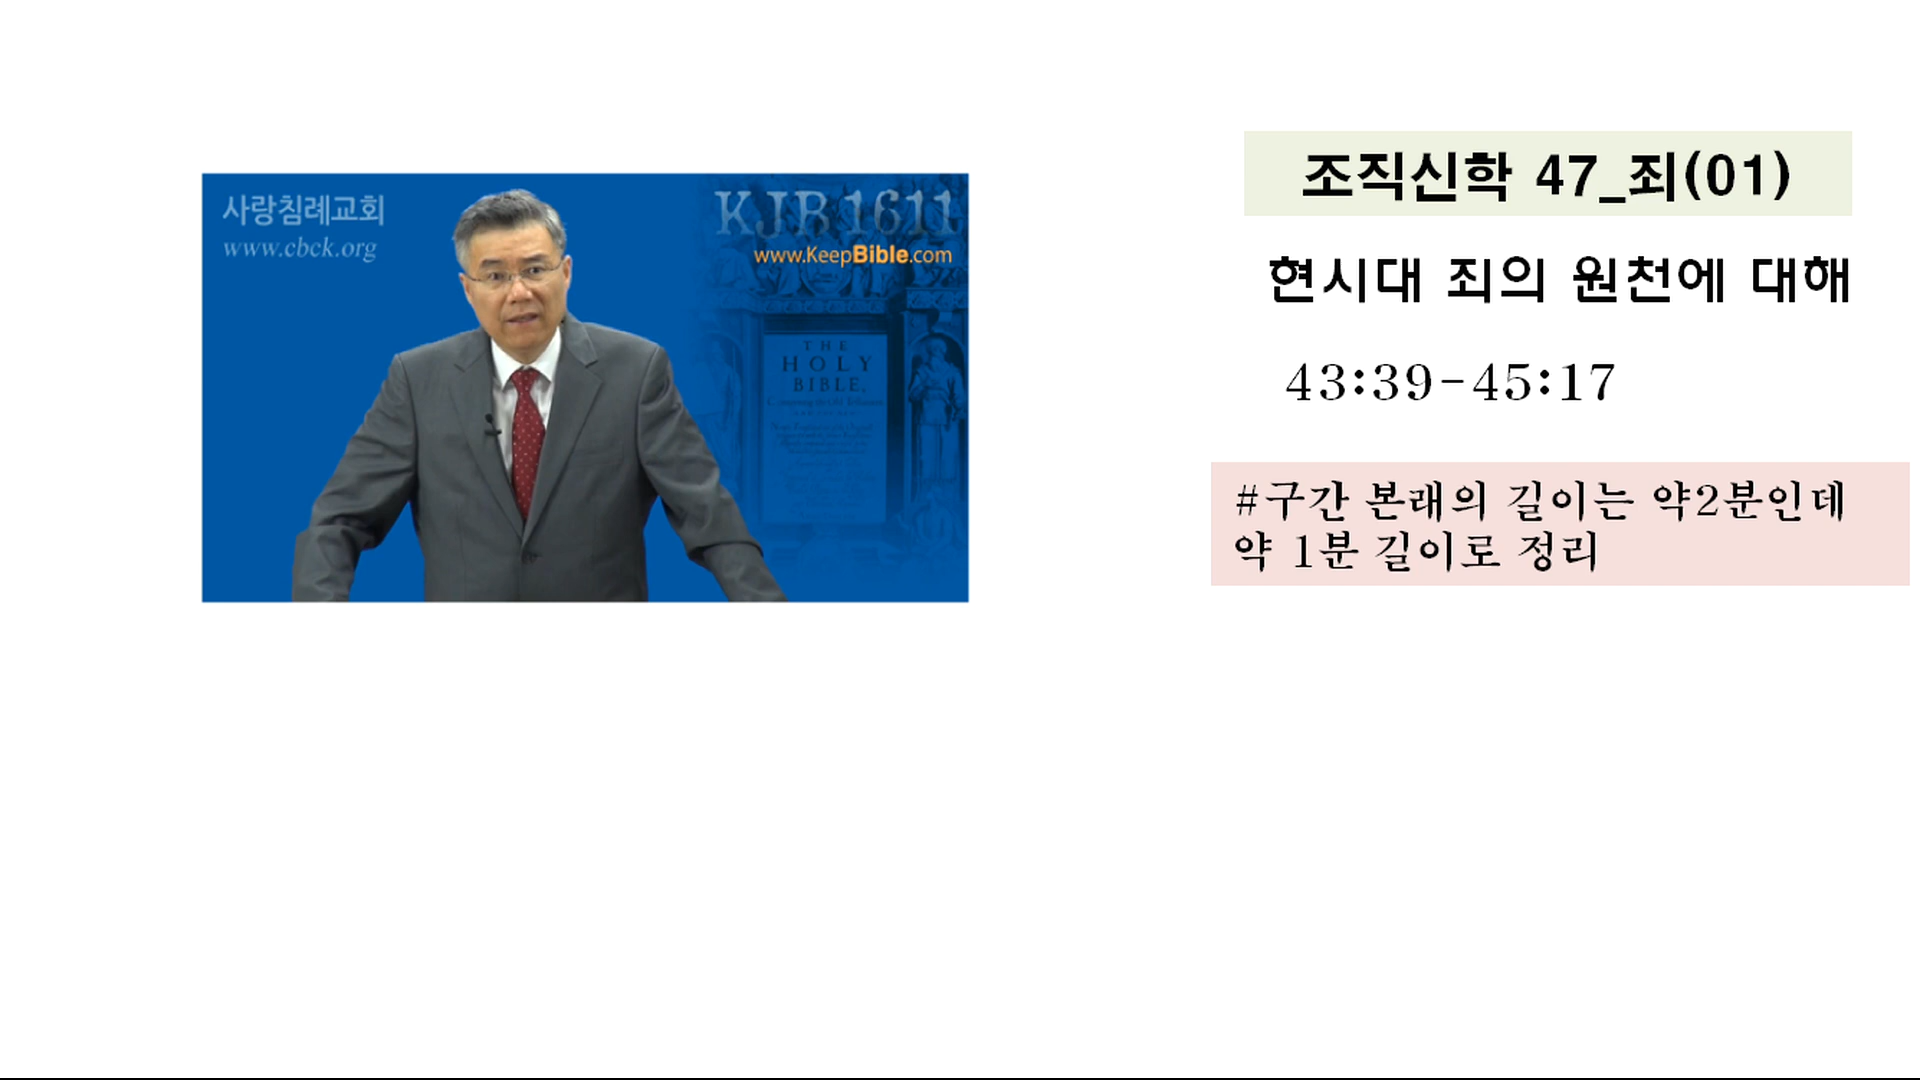 사랑침례교회
www.cbck.org
KJB1611
www.KeepBible.com
THE
HOLY
BIBLE,
조직신학 47_죄(01)
현시대 죄의 원천에 대해
43:39-45:17
#구간 본래의 길이는 약2분인데
약 1분 길이로 정리